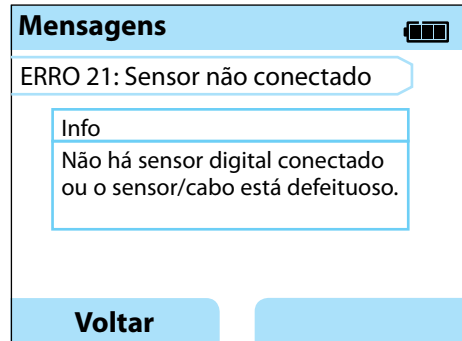 Mensagens
ERRO 21: Sensor não conectado
Info
Não há sensor digital conectado
ou o sensor/cabo está defeituoso.
Voltar